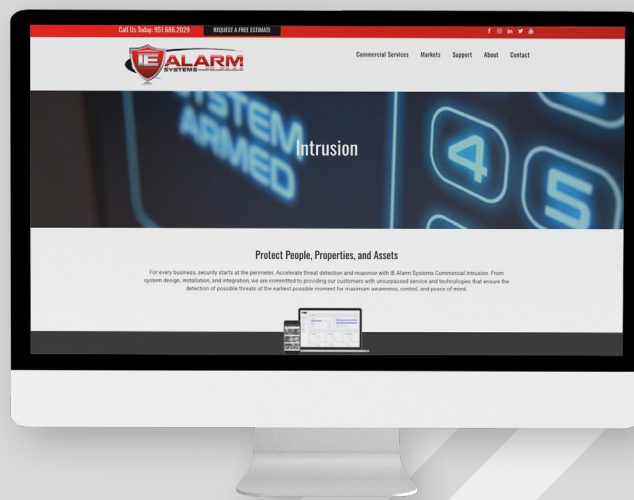 Call Us Today: 951.686.2029
REQUEST A FREE ESTIMATE
IE ALARM
SYSTEMS
Commercial Services
Markets
Support
About
Contact
SYSTEM
ARMED
4
5
Intrusion
Protect People, Properties, and Assets
For every business, security starts at the perimeter. Accelerate threat detection and response with IE Alarm Systems Commercial Intrusion. From
system design, installation, and integration, we are committed to providing our customers with unsurpassed service and technologies that ensure the
detection of possible threats at the earliest possible moment for maximum awareness, control, and peace of mind.